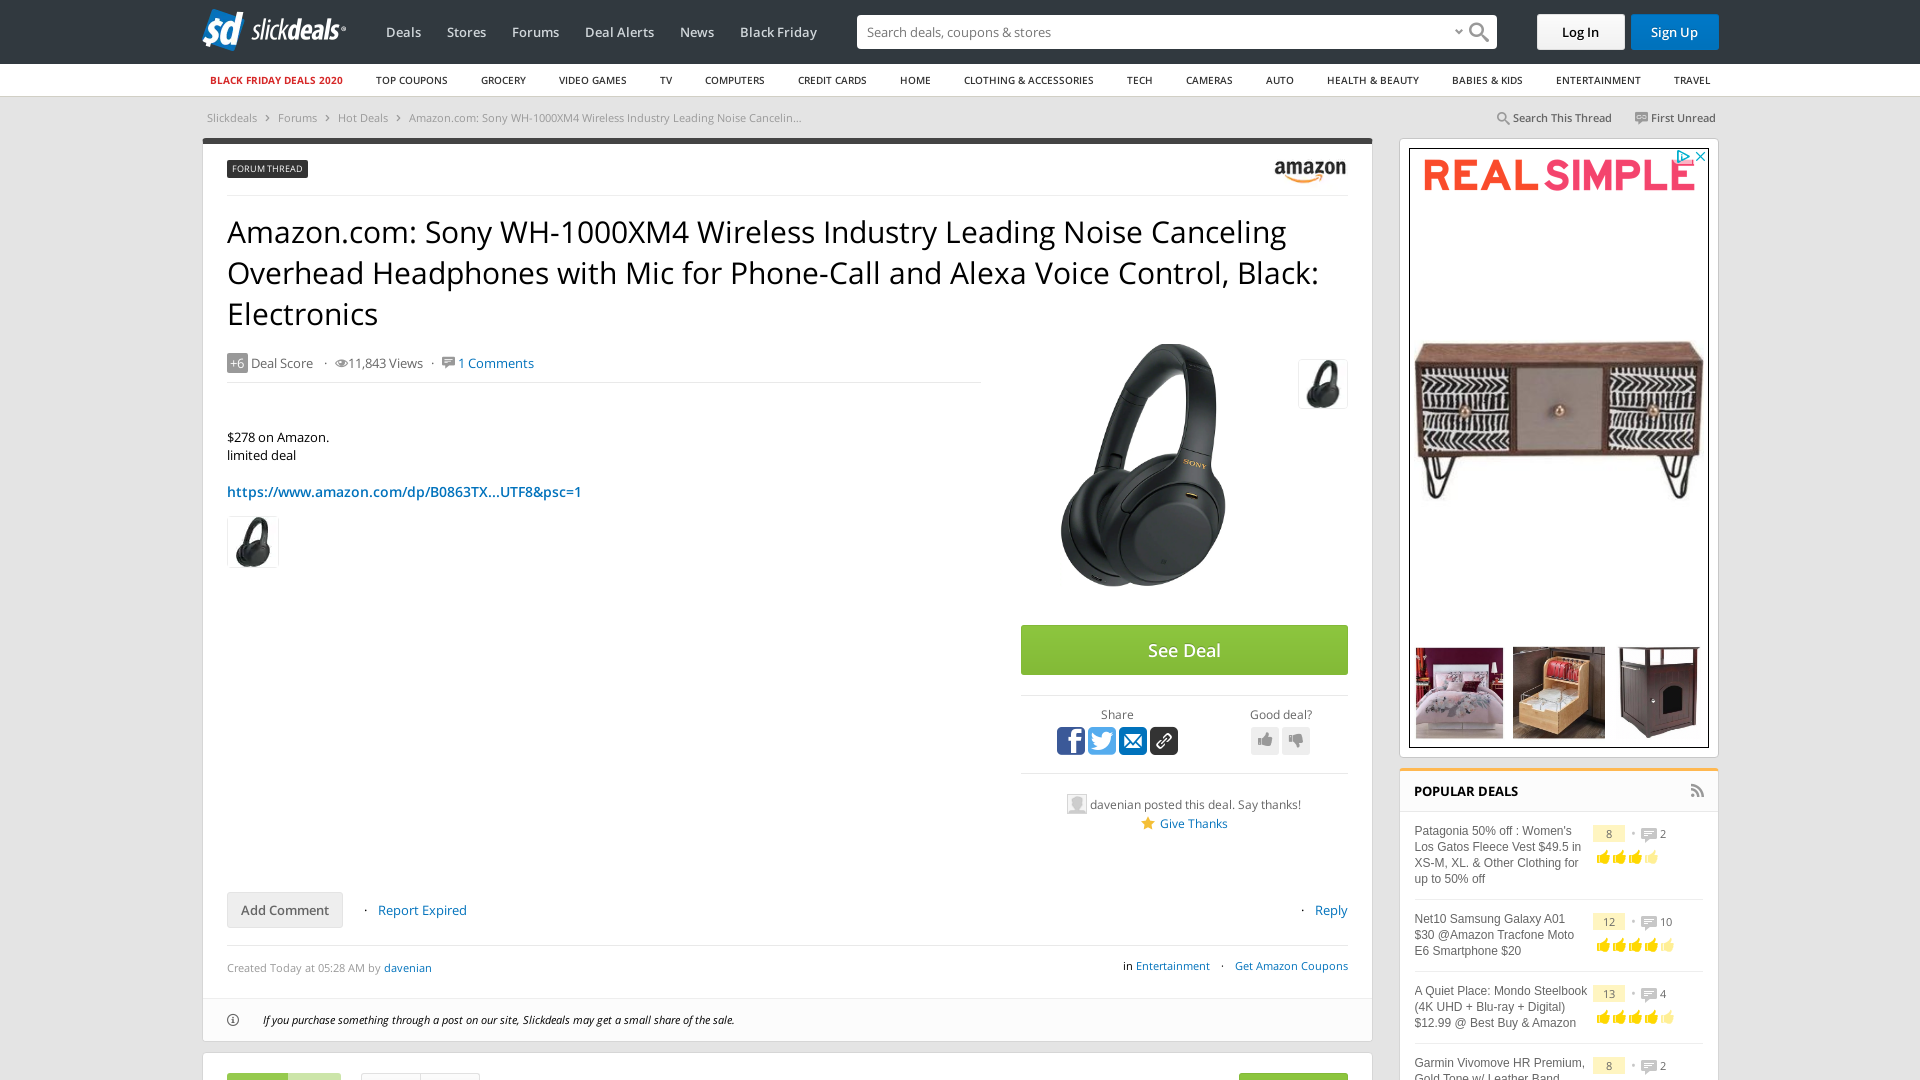 slickdeals
Deals
Stores
Forums
Deal Alerts
News
Black Friday
Search deals, coupons & stores
Log In
Sign Up
BLACK FRIDAY DEALS 2020
TOP COUPONS
GROCERY
VIDEO GAMES
TV
COMPUTERS
CREDIT CARDS
HOME
CLOTHING & ACCESSORIES
TECH
CAMERAS
AUTO
HEALTH & BEAUTY
BABIES & KIDS
ENTERTAINMENT
TRAVEL
Slickdeals › Forums › Hot Deals › Amazon.com: Sony WH-1000XM4 Wireless Industry Leading Noise Cancelin...
Search This Thread
First Unread
FORUM THREAD
amazon
Amazon.com: Sony WH-1000XM4 Wireless Industry Leading Noise Canceling
Overhead Headphones with Mic for Phone-Call and Alexa Voice Control, Black:
Electronics
+6 Deal Score · 11,843 Views · 1 Comments
$278 on Amazon.
limited deal
https://www.amazon.com/dp/B0863TX...UTF8&psc=1
SONY
See Deal
Share
Good deal?
davenian posted this deal. Say thanks!
Give Thanks
Add Comment · Report Expired
· Reply
Created Today at 05:28 AM by davenian
in Entertainment · Get Amazon Coupons
If you purchase something through a post on our site, Slickdeals may get a small share of the sale.
REAL SIMPLE
POPULAR DEALS
Patagonia 50% off : Women's
Los Gatos Fleece Vest $49.5 in
XS-M, XL. & Other Clothing for
up to 50% off
8 • 2
Net10 Samsung Galaxy A01
$30 @Amazon Tracfone Moto
E6 Smartphone $20
12 • 10
A Quiet Place: Mondo Steelbook
(4K UHD + Blu-ray + Digital)
$12.99 @ Best Buy & Amazon
13 • 4
Garmin Vivomove HR Premium,
Gold Tone w/ Leather Band
8 • 2